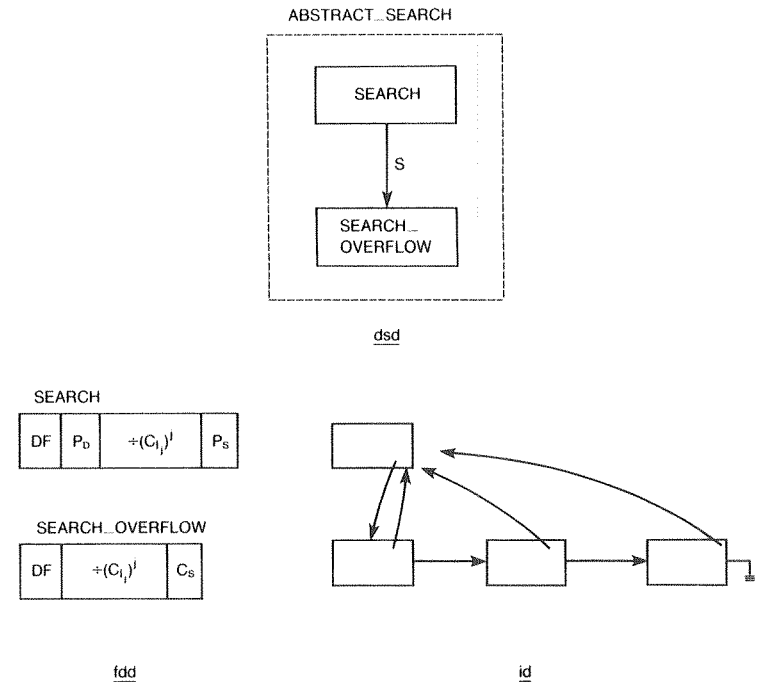 ABSTRACT_SEARCH
SEARCH
S
SEARCH_
OVERFLOW
dsd
SEARCH
DF P_D ÷(C_{I_j})^j P_S
SEARCH_OVERFLOW
DF ÷(C_{I_j})^j C_S
fdd
id